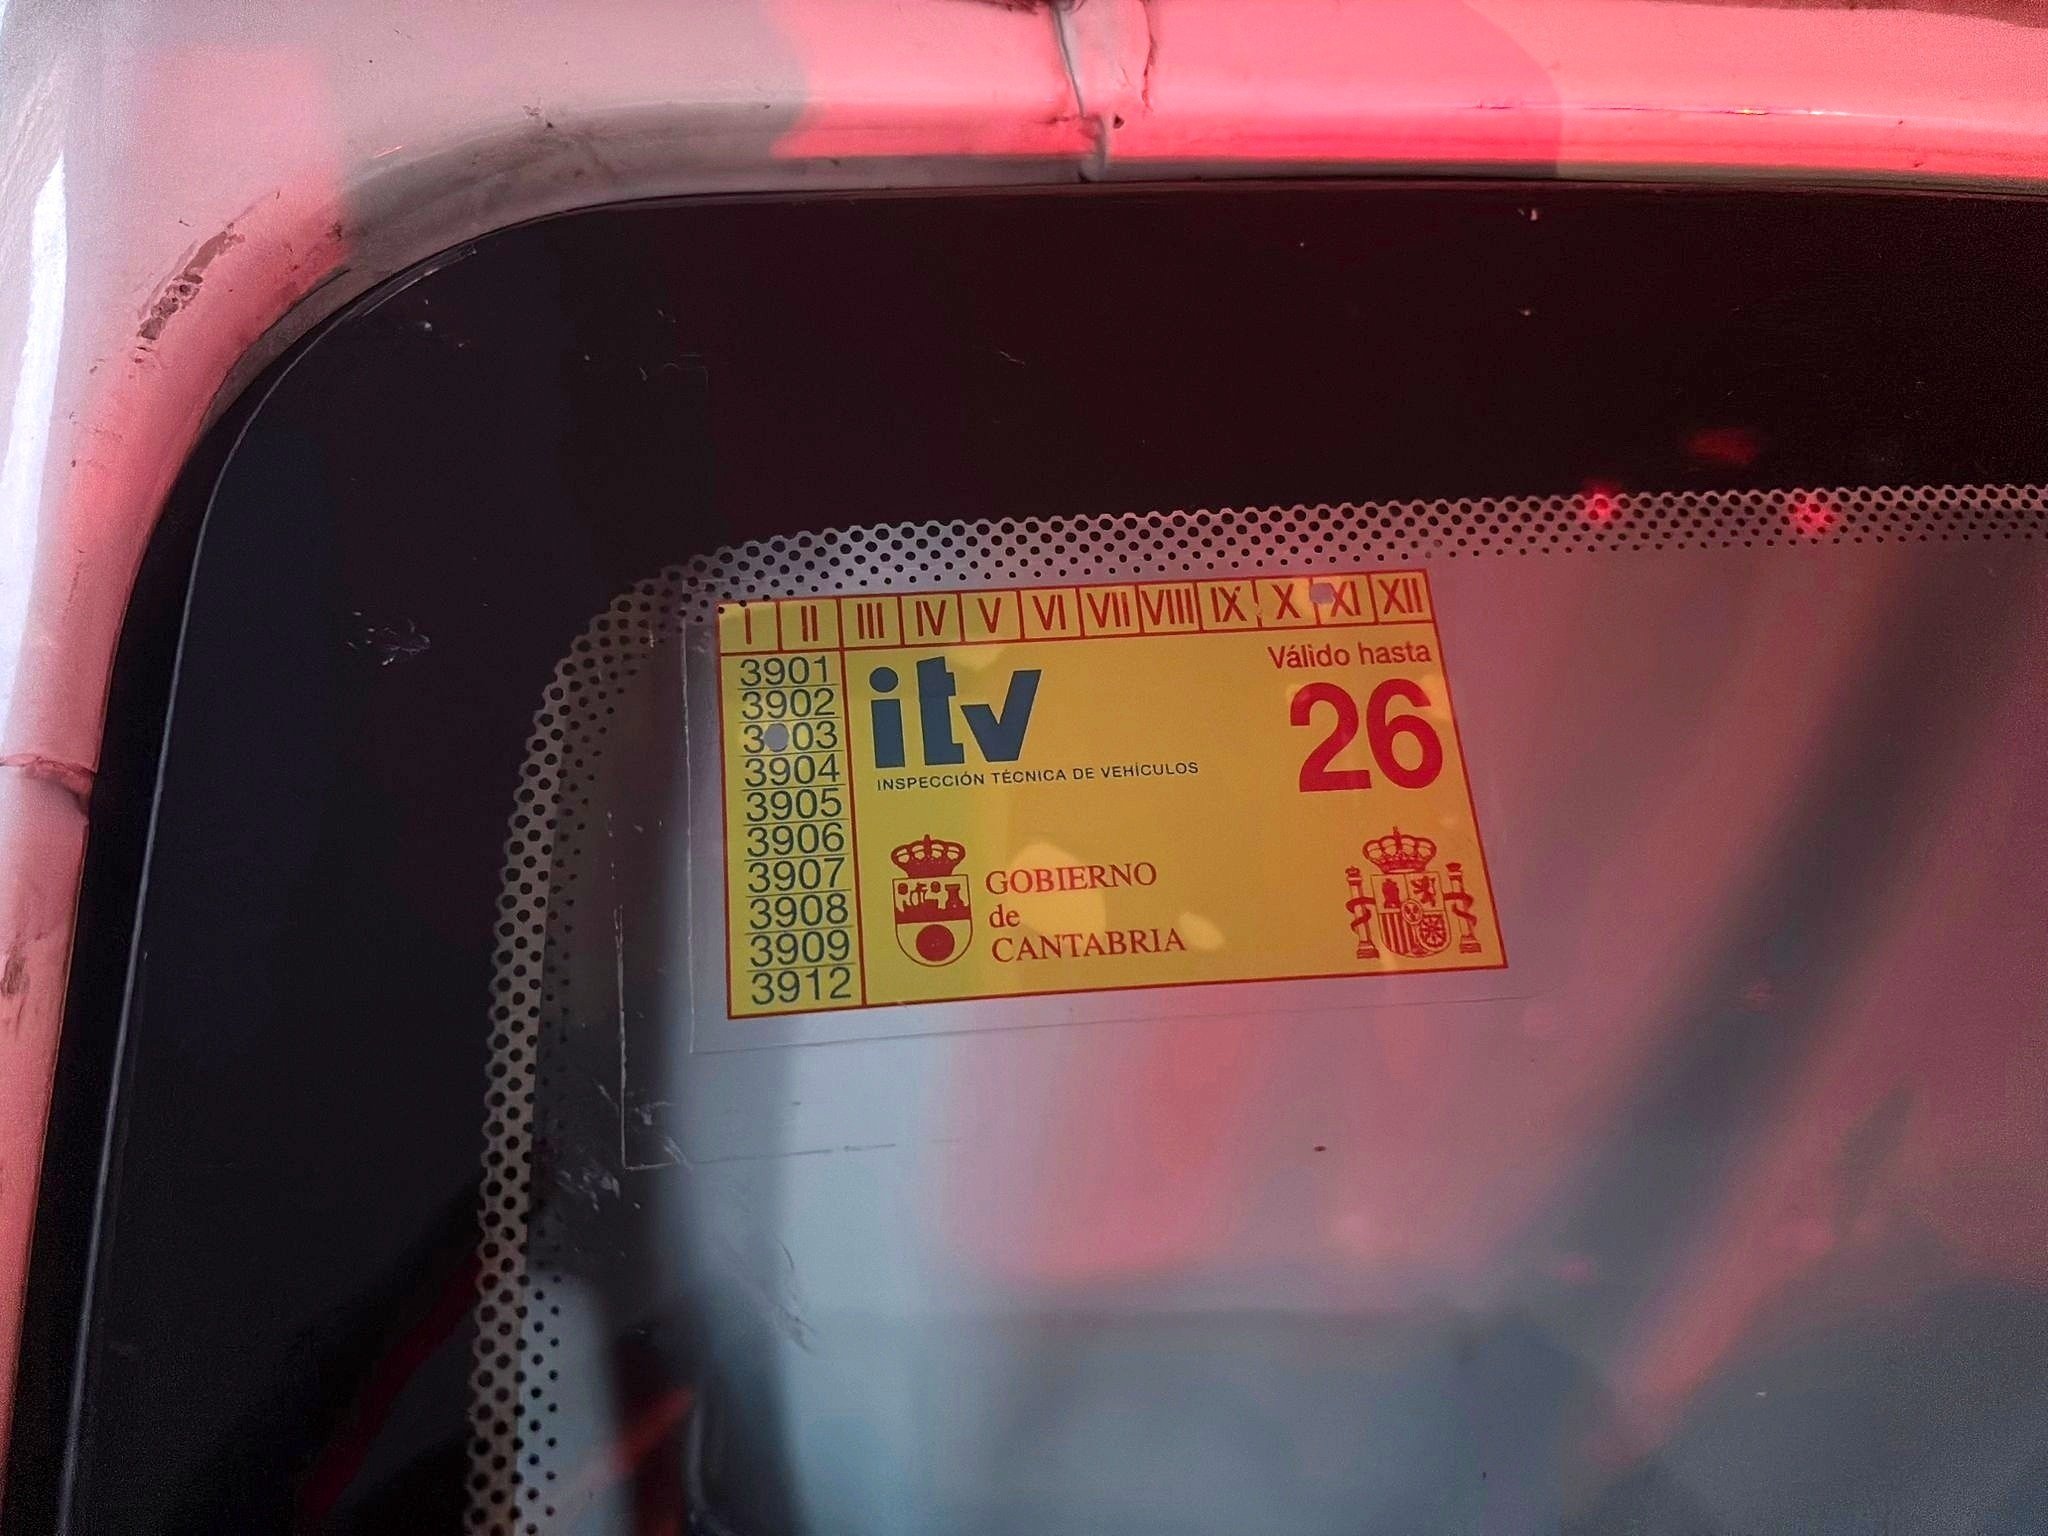 I II III IV V VI VII VIII IX X XI XII
Válido hasta
26
itv
INSPECCIÓN TÉCNICA DE VEHÍCULOS
3901
3902
3903
3904
3905
3906
3907
3908
3909
3912
GOBIERNO
de
CANTABRIA